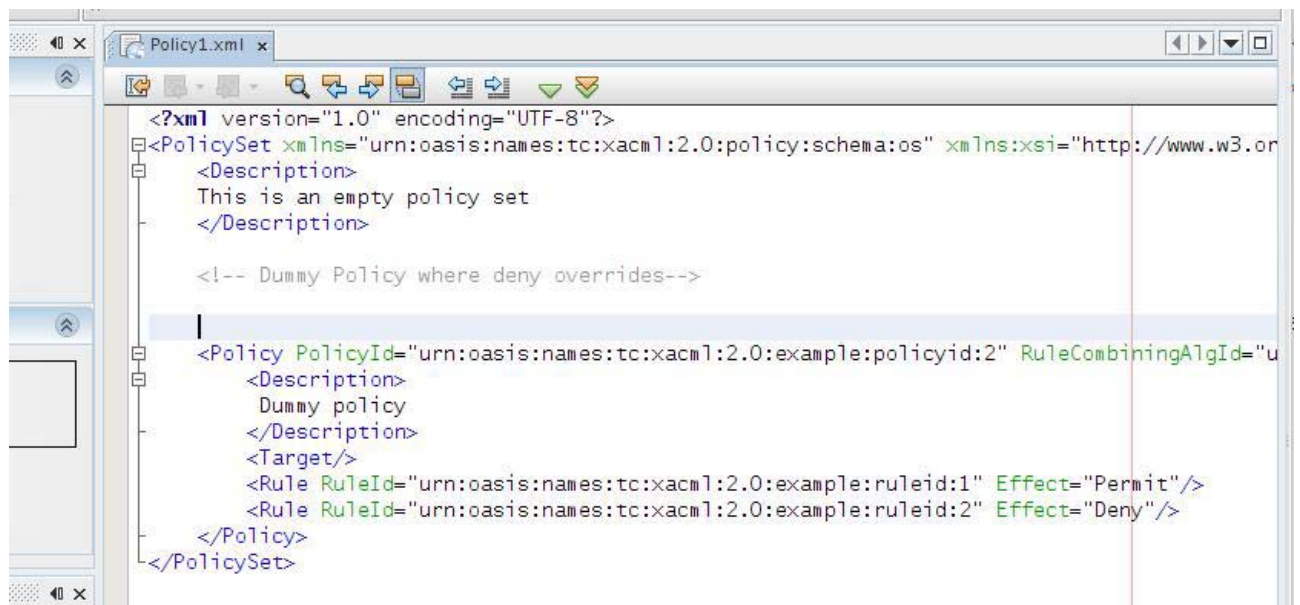 Policy1.xml x
<?xml version="1.0" encoding="UTF-8"?>
<PolicySet xmlns="urn:oasis:names:tc:xacml:2.0:policy:schema:os" xmlns:xsi="http://www.w3.or
<Description>
This is an empty policy set
</Description>
<!-- Dummy Policy where deny overrides-->
<Policy PolicyId="urn:oasis:names:tc:xacml:2.0:example:policyid:2" RuleCombiningAlgId="u
<Description>
Dummy policy
</Description>
<Target/>
<Rule RuleId="urn:oasis:names:tc:xacml:2.0:example:ruleid:1" Effect="Permit"/>
<Rule RuleId="urn:oasis:names:tc:xacml:2.0:example:ruleid:2" Effect="Deny"/>
</Policy>
</PolicySet>